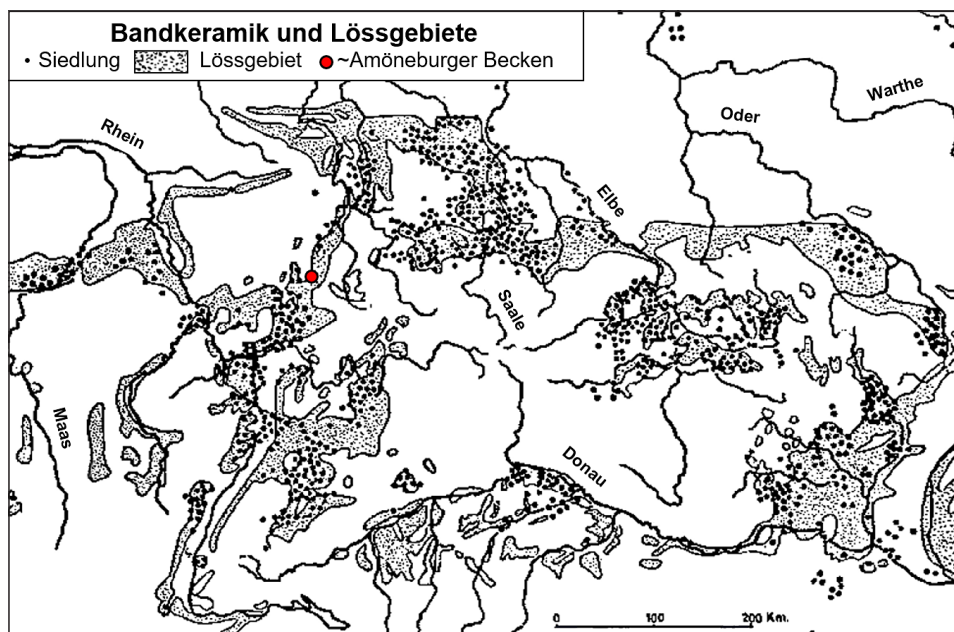 Bandkeramik und Lössgebiete
Siedlung Lössgebiet ~Amöneburger Becken
Warthe
Oder
Rhein
Elbe
Saale
Maas
Donau
0 100 200 Km.